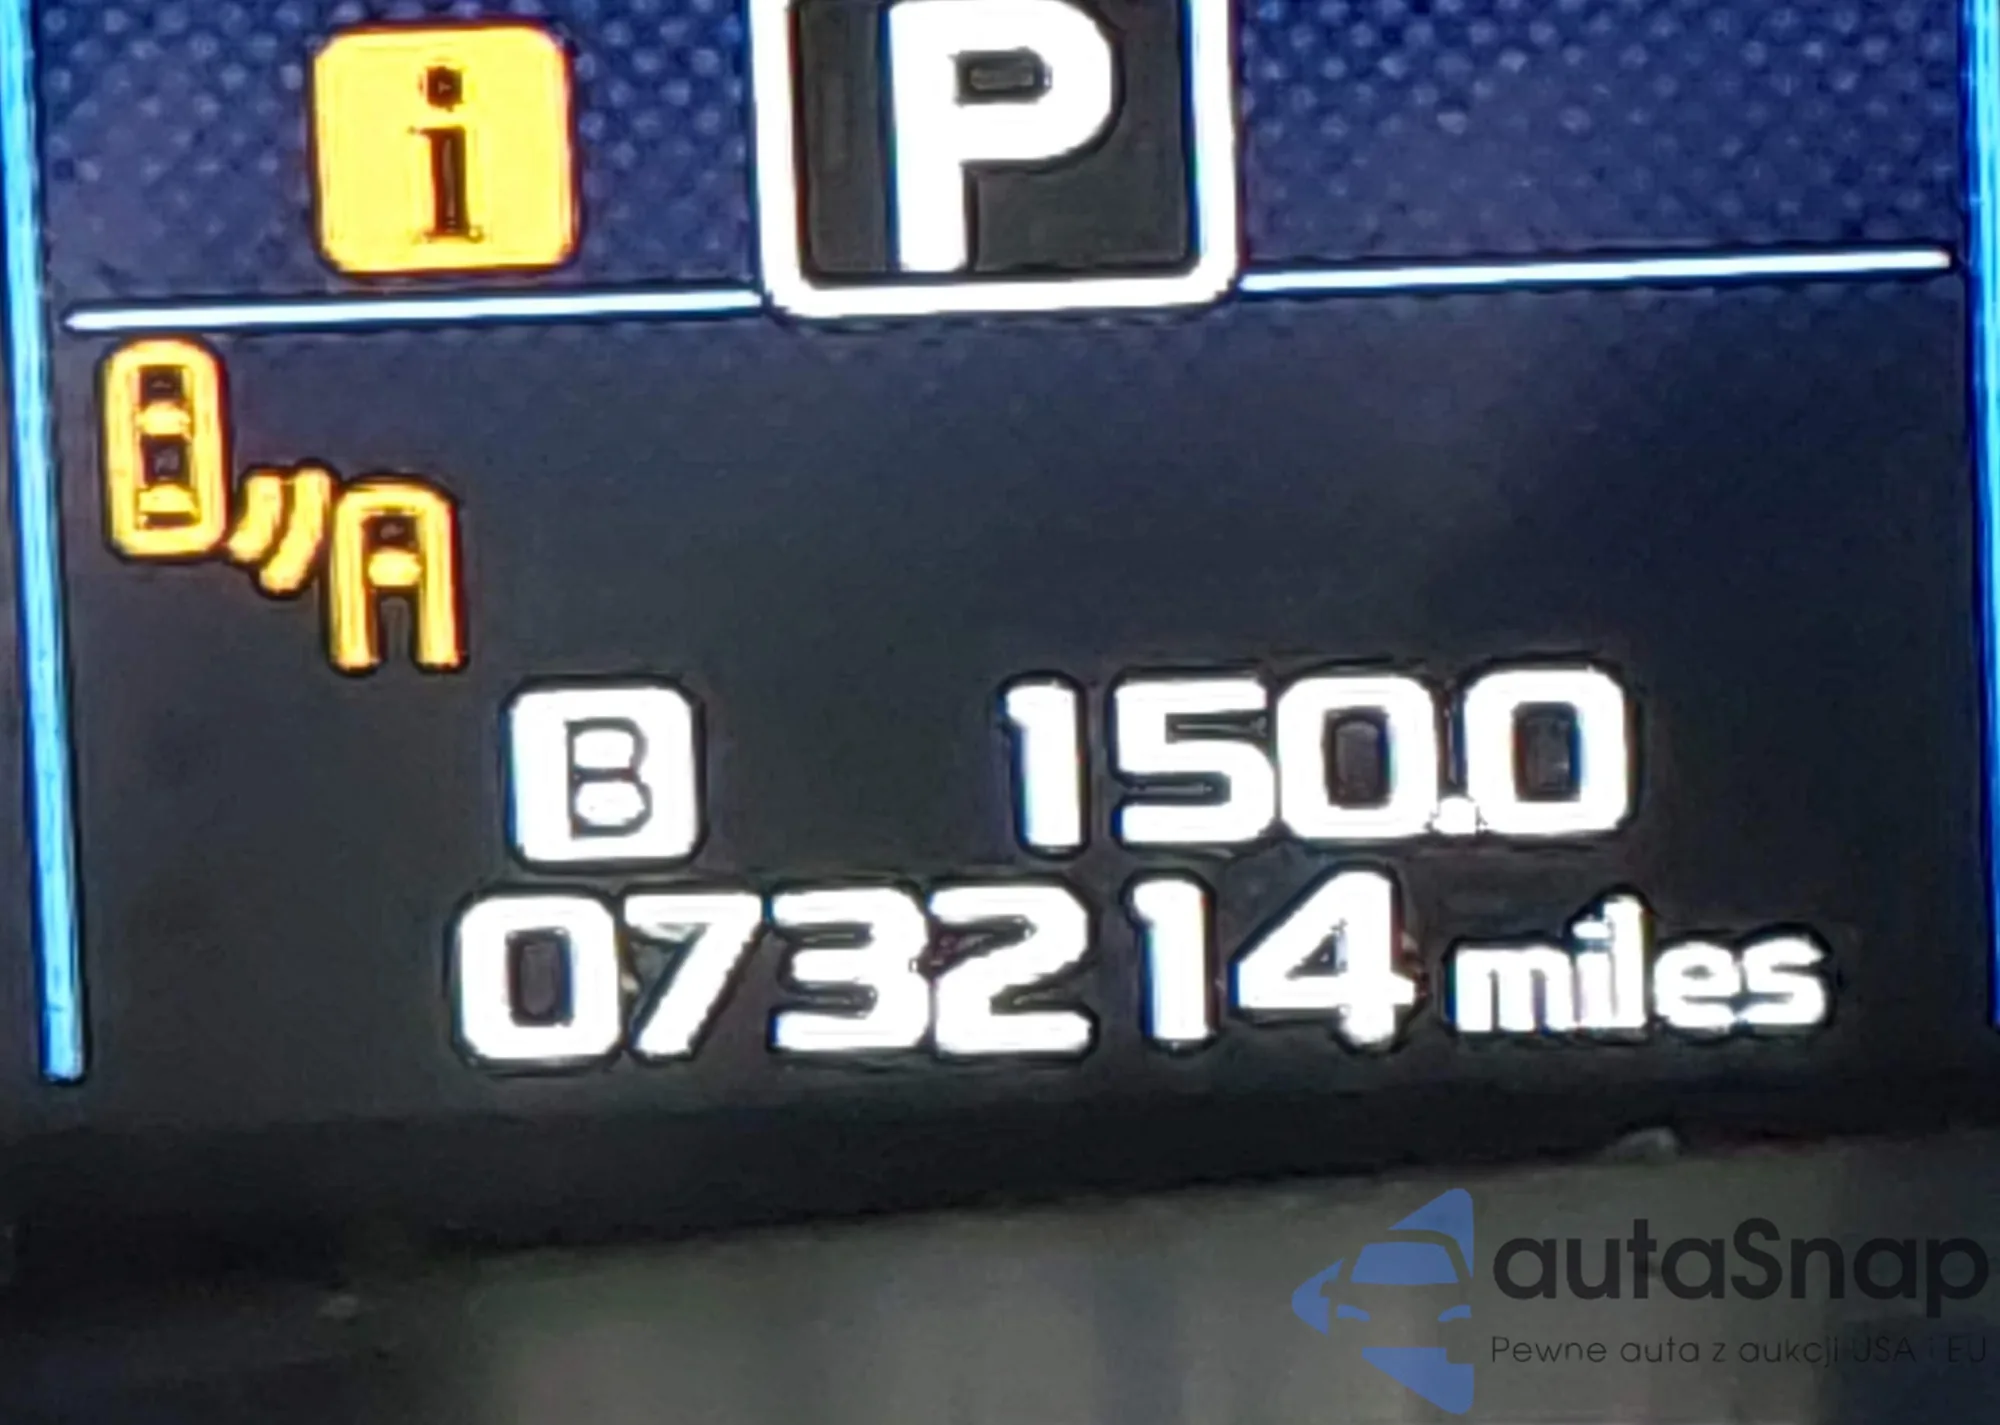 i
P
A
B 150.0
073214 miles
autaSnap
Pewne auta z aukcji USA i EU